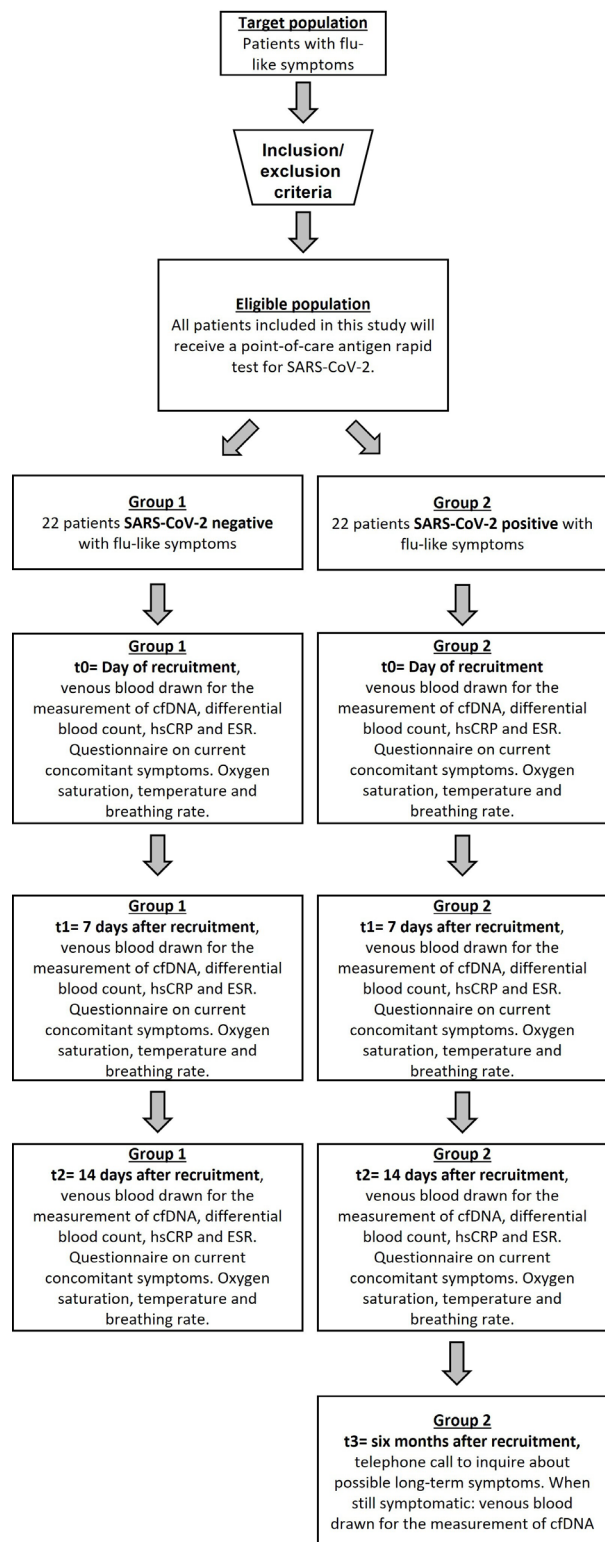 Target population
Patients with flu-
like symptoms
Inclusion/
exclusion
criteria
Eligible population
All patients included in this study will
receive a point-of-care antigen rapid
test for SARS-CoV-2.
Group 1
22 patients SARS-CoV-2 negative
with flu-like symptoms
Group 2
22 patients SARS-CoV-2 positive with
flu-like symptoms
Group 1
t0= Day of recruitment,
venous blood drawn for the
measurement of cfDNA, differential
blood count, hsCRP and ESR.
Questionnaire on current
concomitant symptoms. Oxygen
saturation, temperature and
breathing rate.
Group 2
t0= Day of recruitment
venous blood drawn for the
measurement of cfDNA, differential
blood count, hsCRP and ESR.
Questionnaire on current
concomitant symptoms. Oxygen
saturation, temperature and
breathing rate.
Group 1
t1= 7 days after recruitment,
venous blood drawn for the
measurement of cfDNA, differential
blood count, hsCRP and ESR.
Questionnaire on current
concomitant symptoms. Oxygen
saturation, temperature and
breathing rate.
Group 2
t1= 7 days after recruitment,
venous blood drawn for the
measurement of cfDNA, differential
blood count, hsCRP and ESR.
Questionnaire on current
concomitant symptoms. Oxygen
saturation, temperature and
breathing rate.
Group 1
t2= 14 days after recruitment,
venous blood drawn for the
measurement of cfDNA, differential
blood count, hsCRP and ESR.
Questionnaire on current
concomitant symptoms. Oxygen
saturation, temperature and
breathing rate.
Group 2
t2= 14 days after recruitment,
venous blood drawn for the
measurement of cfDNA, differential
blood count, hsCRP and ESR.
Questionnaire on current
concomitant symptoms. Oxygen
saturation, temperature and
breathing rate.
Group 2
t3= six months after recruitment,
telephone call to inquire about
possible long-term symptoms. When
still symptomatic: venous blood
drawn for the measurement of cfDNA